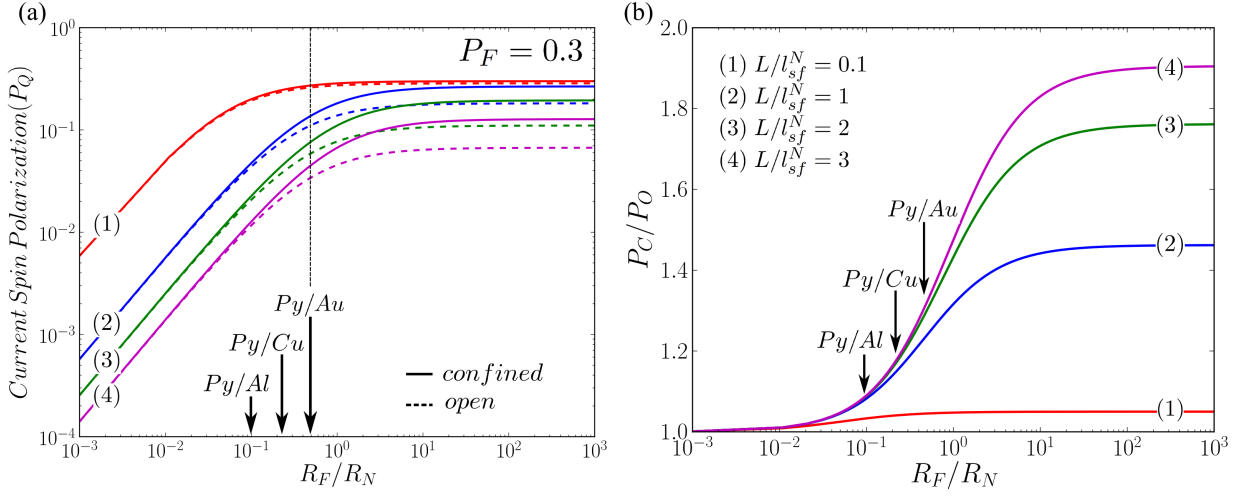 (a)
10^0
10^-1
10^-2
10^-3
10^-4
Current Spin Polarization(P_Q)
P_F = 0.3
(1)
(2)
(3)
(4)
Py/Au
Py/Cu
Py/Al
confined
open
10^-3
10^-2
10^-1
10^0
10^1
10^2
10^3
R_F/R_N
(b)
2.0
1.8
1.6
1.4
1.2
1.0
P_C/P_O
(1) L/l_sf^N = 0.1
(2) L/l_sf^N = 1
(3) L/l_sf^N = 2
(4) L/l_sf^N = 3
(4)
(3)
(2)
(1)
Py/Au
Py/Cu
Py/Al
10^-3
10^-2
10^-1
10^0
10^1
10^2
10^3
R_F/R_N